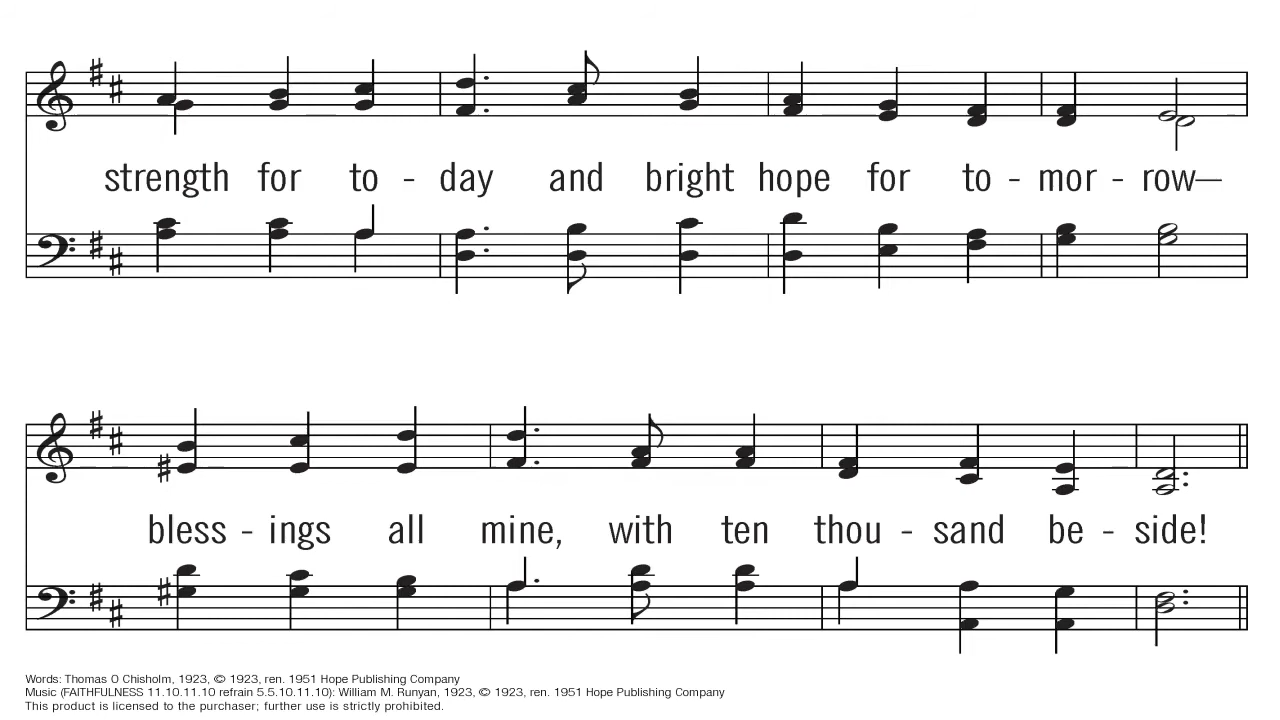 strength for to - day and bright hope for to - mor - row—
bless - ings all mine, with ten thou - sand be - side!
Words: Thomas O Chisholm, 1923, © 1923, ren. 1951 Hope Publishing Company
Music (FAITHFULNESS 11.10.11.10 refrain 5.5.10.11.10): William M. Runyan, 1923, © 1923, ren. 1951 Hope Publishing Company
This product is licensed to the purchaser; further use is strictly prohibited.